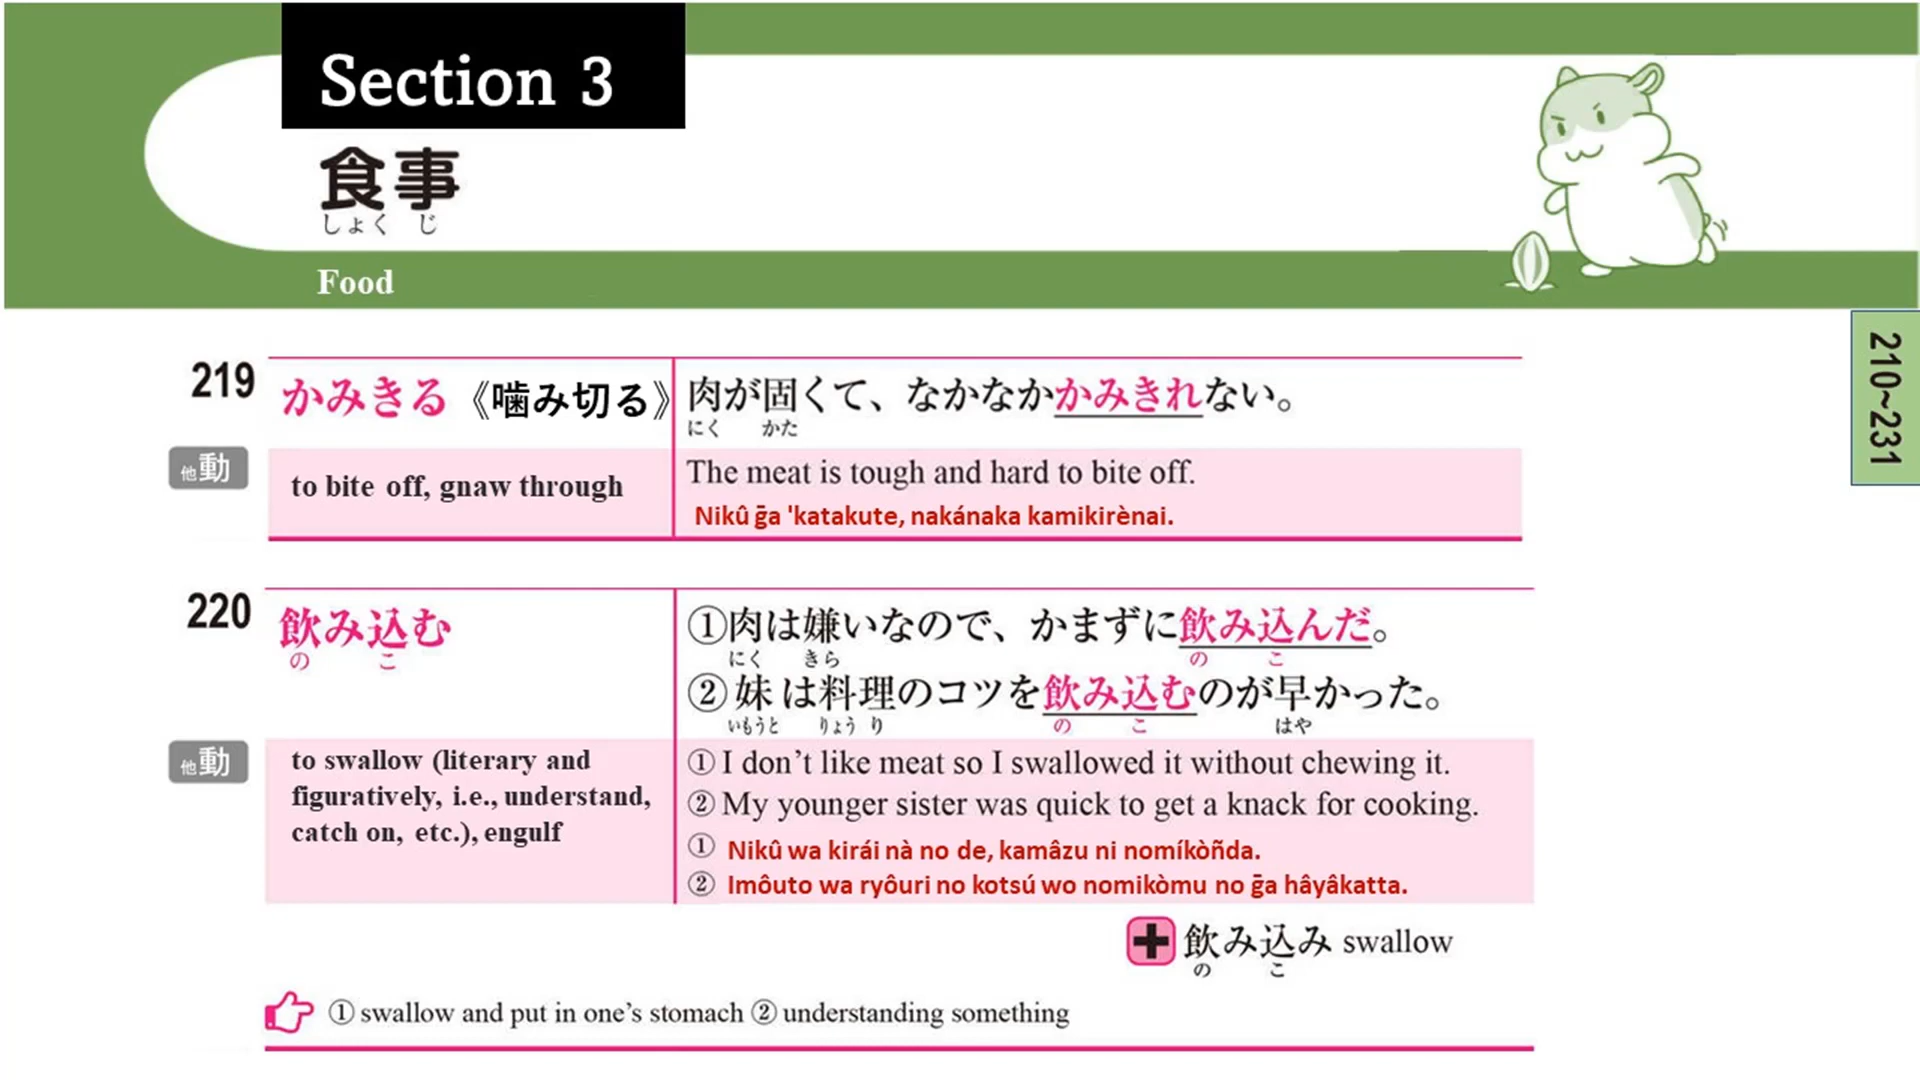 Section 3
食事
しょくじ
Food
210~231
219
かみきる《噛み切る》
肉が固くて、なかなかかみきれない。
にく かた
他動
to bite off, gnaw through
The meat is tough and hard to bite off.
Nikû ḡa 'katakute, nakánaka kamikirènai.
220
飲み込む
の こ
①肉は嫌いなので、かまずに飲み込んだ。
にく きら の こ
②妹は料理のコツを飲み込むのが早かった。
いもうと りょう り の こ はや
他動
to swallow (literary and
figuratively, i.e., understand,
catch on, etc.), engulf
① I don’t like meat so I swallowed it without chewing it.
② My younger sister was quick to get a knack for cooking.
① Nikû wa kirái nà no de, kamâzu ni nomíkòñda.
② Imôuto wa ryôuri no kotsú wo nomikòmu no ḡa hâyâkatta.
飲み込み swallow
の こ
① swallow and put in one’s stomach ② understanding something